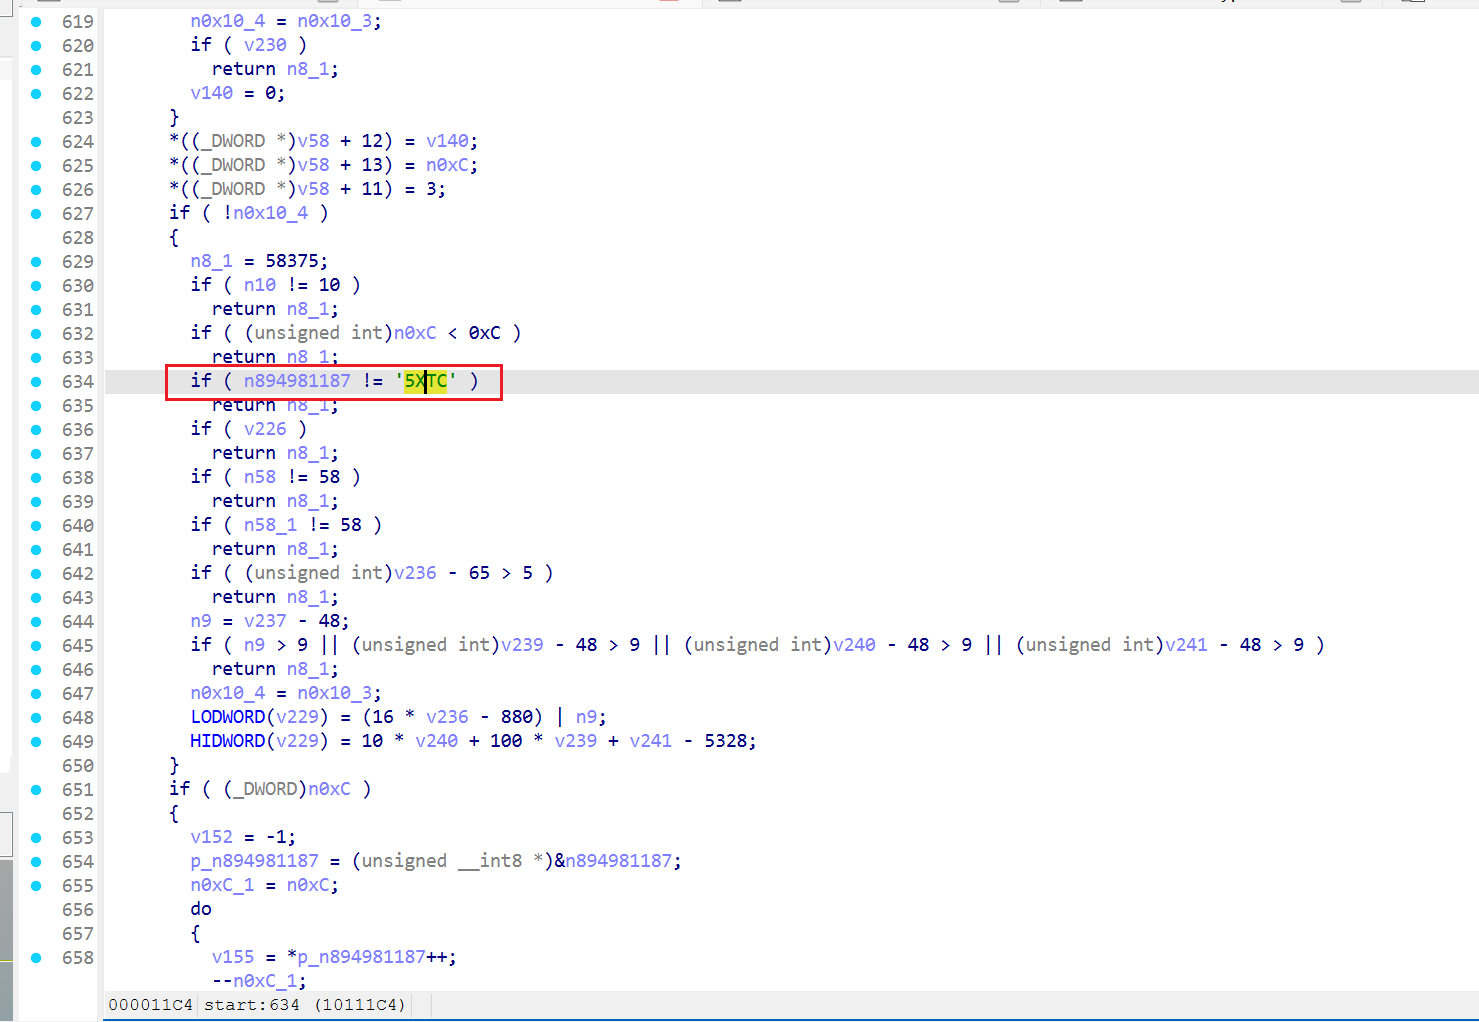 619 n0x10_4 = n0x10_3;
620 if ( v230 )
621 return n8_1;
622 v140 = 0;
623 }
624 *((_DWORD *)v58 + 12) = v140;
625 *((_DWORD *)v58 + 13) = n0xC;
626 *((_DWORD *)v58 + 11) = 3;
627 if ( !n0x10_4 )
628 {
629 n8_1 = 58375;
630 if ( n10 != 10 )
631 return n8_1;
632 if ( (unsigned int)n0xC < 0xC )
633 return n8_1;
634 if ( n894981187 != '5XTC' )
635 return n8_1;
636 if ( v226 )
637 return n8_1;
638 if ( n58 != 58 )
639 return n8_1;
640 if ( n58_1 != 58 )
641 return n8_1;
642 if ( (unsigned int)v236 - 65 > 5 )
643 return n8_1;
644 n9 = v237 - 48;
645 if ( n9 > 9 || (unsigned int)v239 - 48 > 9 || (unsigned int)v240 - 48 > 9 || (unsigned int)v241 - 48 > 9 )
646 return n8_1;
647 n0x10_4 = n0x10_3;
648 LODWORD(v229) = (16 * v236 - 880) | n9;
649 HIDWORD(v229) = 10 * v240 + 100 * v239 + v241 - 5328;
650 }
651 if ( (_DWORD)n0xC )
652 {
653 v152 = -1;
654 p_n894981187 = (unsigned __int8 *)&n894981187;
655 n0xC_1 = n0xC;
656 do
657 {
658 v155 = *p_n894981187++;
--n0xC_1;
000011C4 start:634 (10111C4)